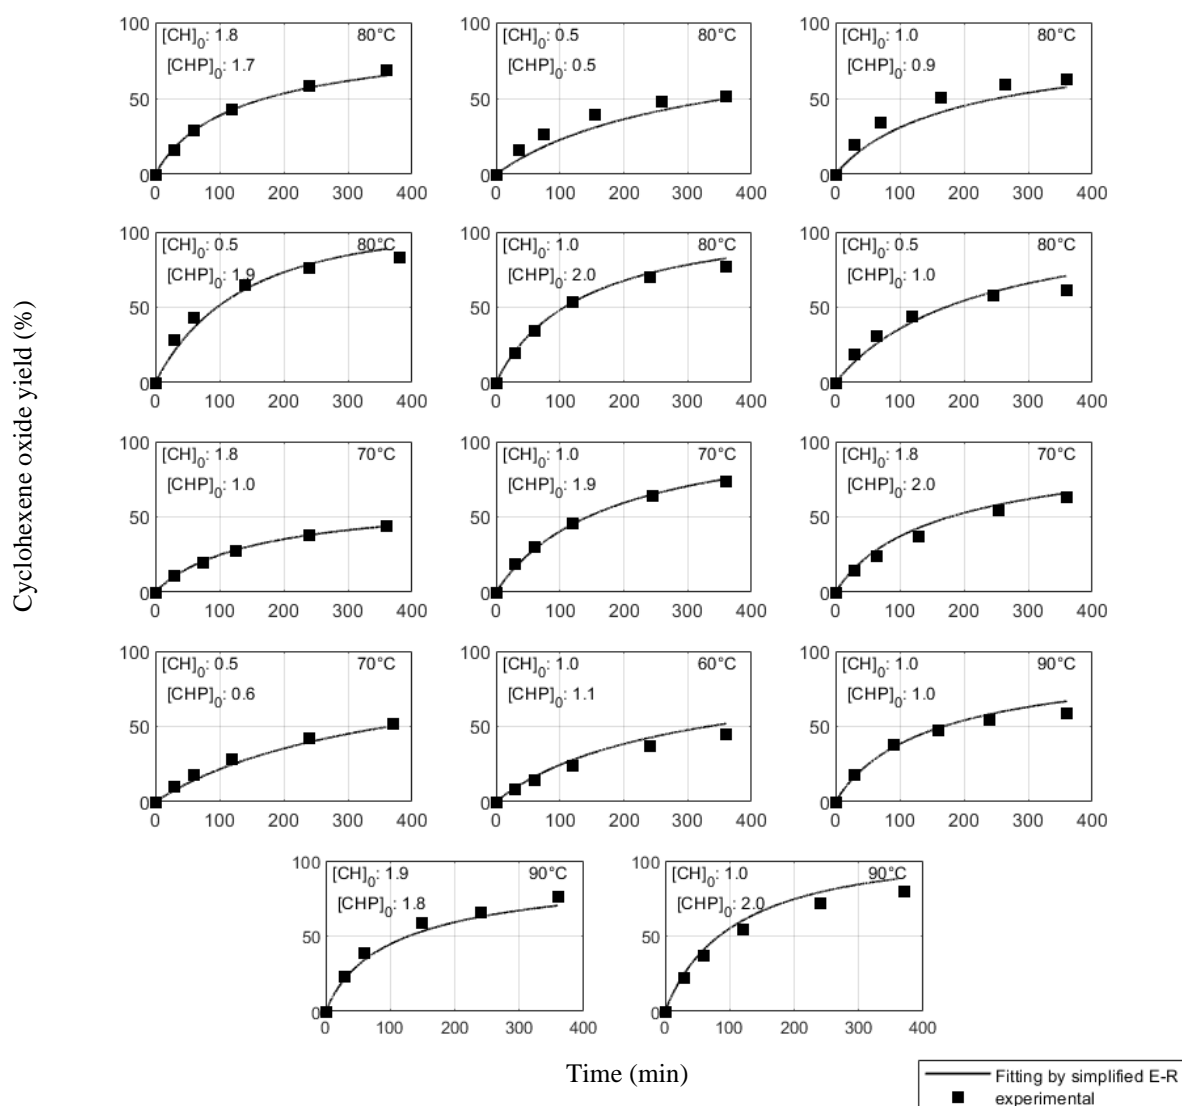 Cyclohexene oxide yield (%)
100
50
0
[CH]0: 1.8 80°C
[CHP]0: 1.7
0 100 200 300 400
100
50
0
[CH]0: 0.5 80°C
[CHP]0: 0.5
0 100 200 300 400
100
50
0
[CH]0: 1.0 80°C
[CHP]0: 0.9
0 100 200 300 400
100
50
0
[CH]0: 0.5 80°C
[CHP]0: 1.9
0 100 200 300 400
100
50
0
[CH]0: 1.0 80°C
[CHP]0: 2.0
0 100 200 300 400
100
50
0
[CH]0: 0.5 80°C
[CHP]0: 1.0
0 100 200 300 400
100
50
0
[CH]0: 1.8 70°C
[CHP]0: 1.0
0 100 200 300 400
100
50
0
[CH]0: 1.0 70°C
[CHP]0: 1.9
0 100 200 300 400
100
50
0
[CH]0: 1.8 70°C
[CHP]0: 2.0
0 100 200 300 400
100
50
0
[CH]0: 0.5 70°C
[CHP]0: 0.6
0 100 200 300 400
100
50
0
[CH]0: 1.0 60°C
[CHP]0: 1.1
0 100 200 300 400
100
50
0
[CH]0: 1.0 90°C
[CHP]0: 1.0
0 100 200 300 400
100
50
0
[CH]0: 1.9 90°C
[CHP]0: 1.8
0 100 200 300 400
100
50
0
[CH]0: 1.0 90°C
[CHP]0: 2.0
0 100 200 300 400
Time (min)
Fitting by simplified E-R
experimental